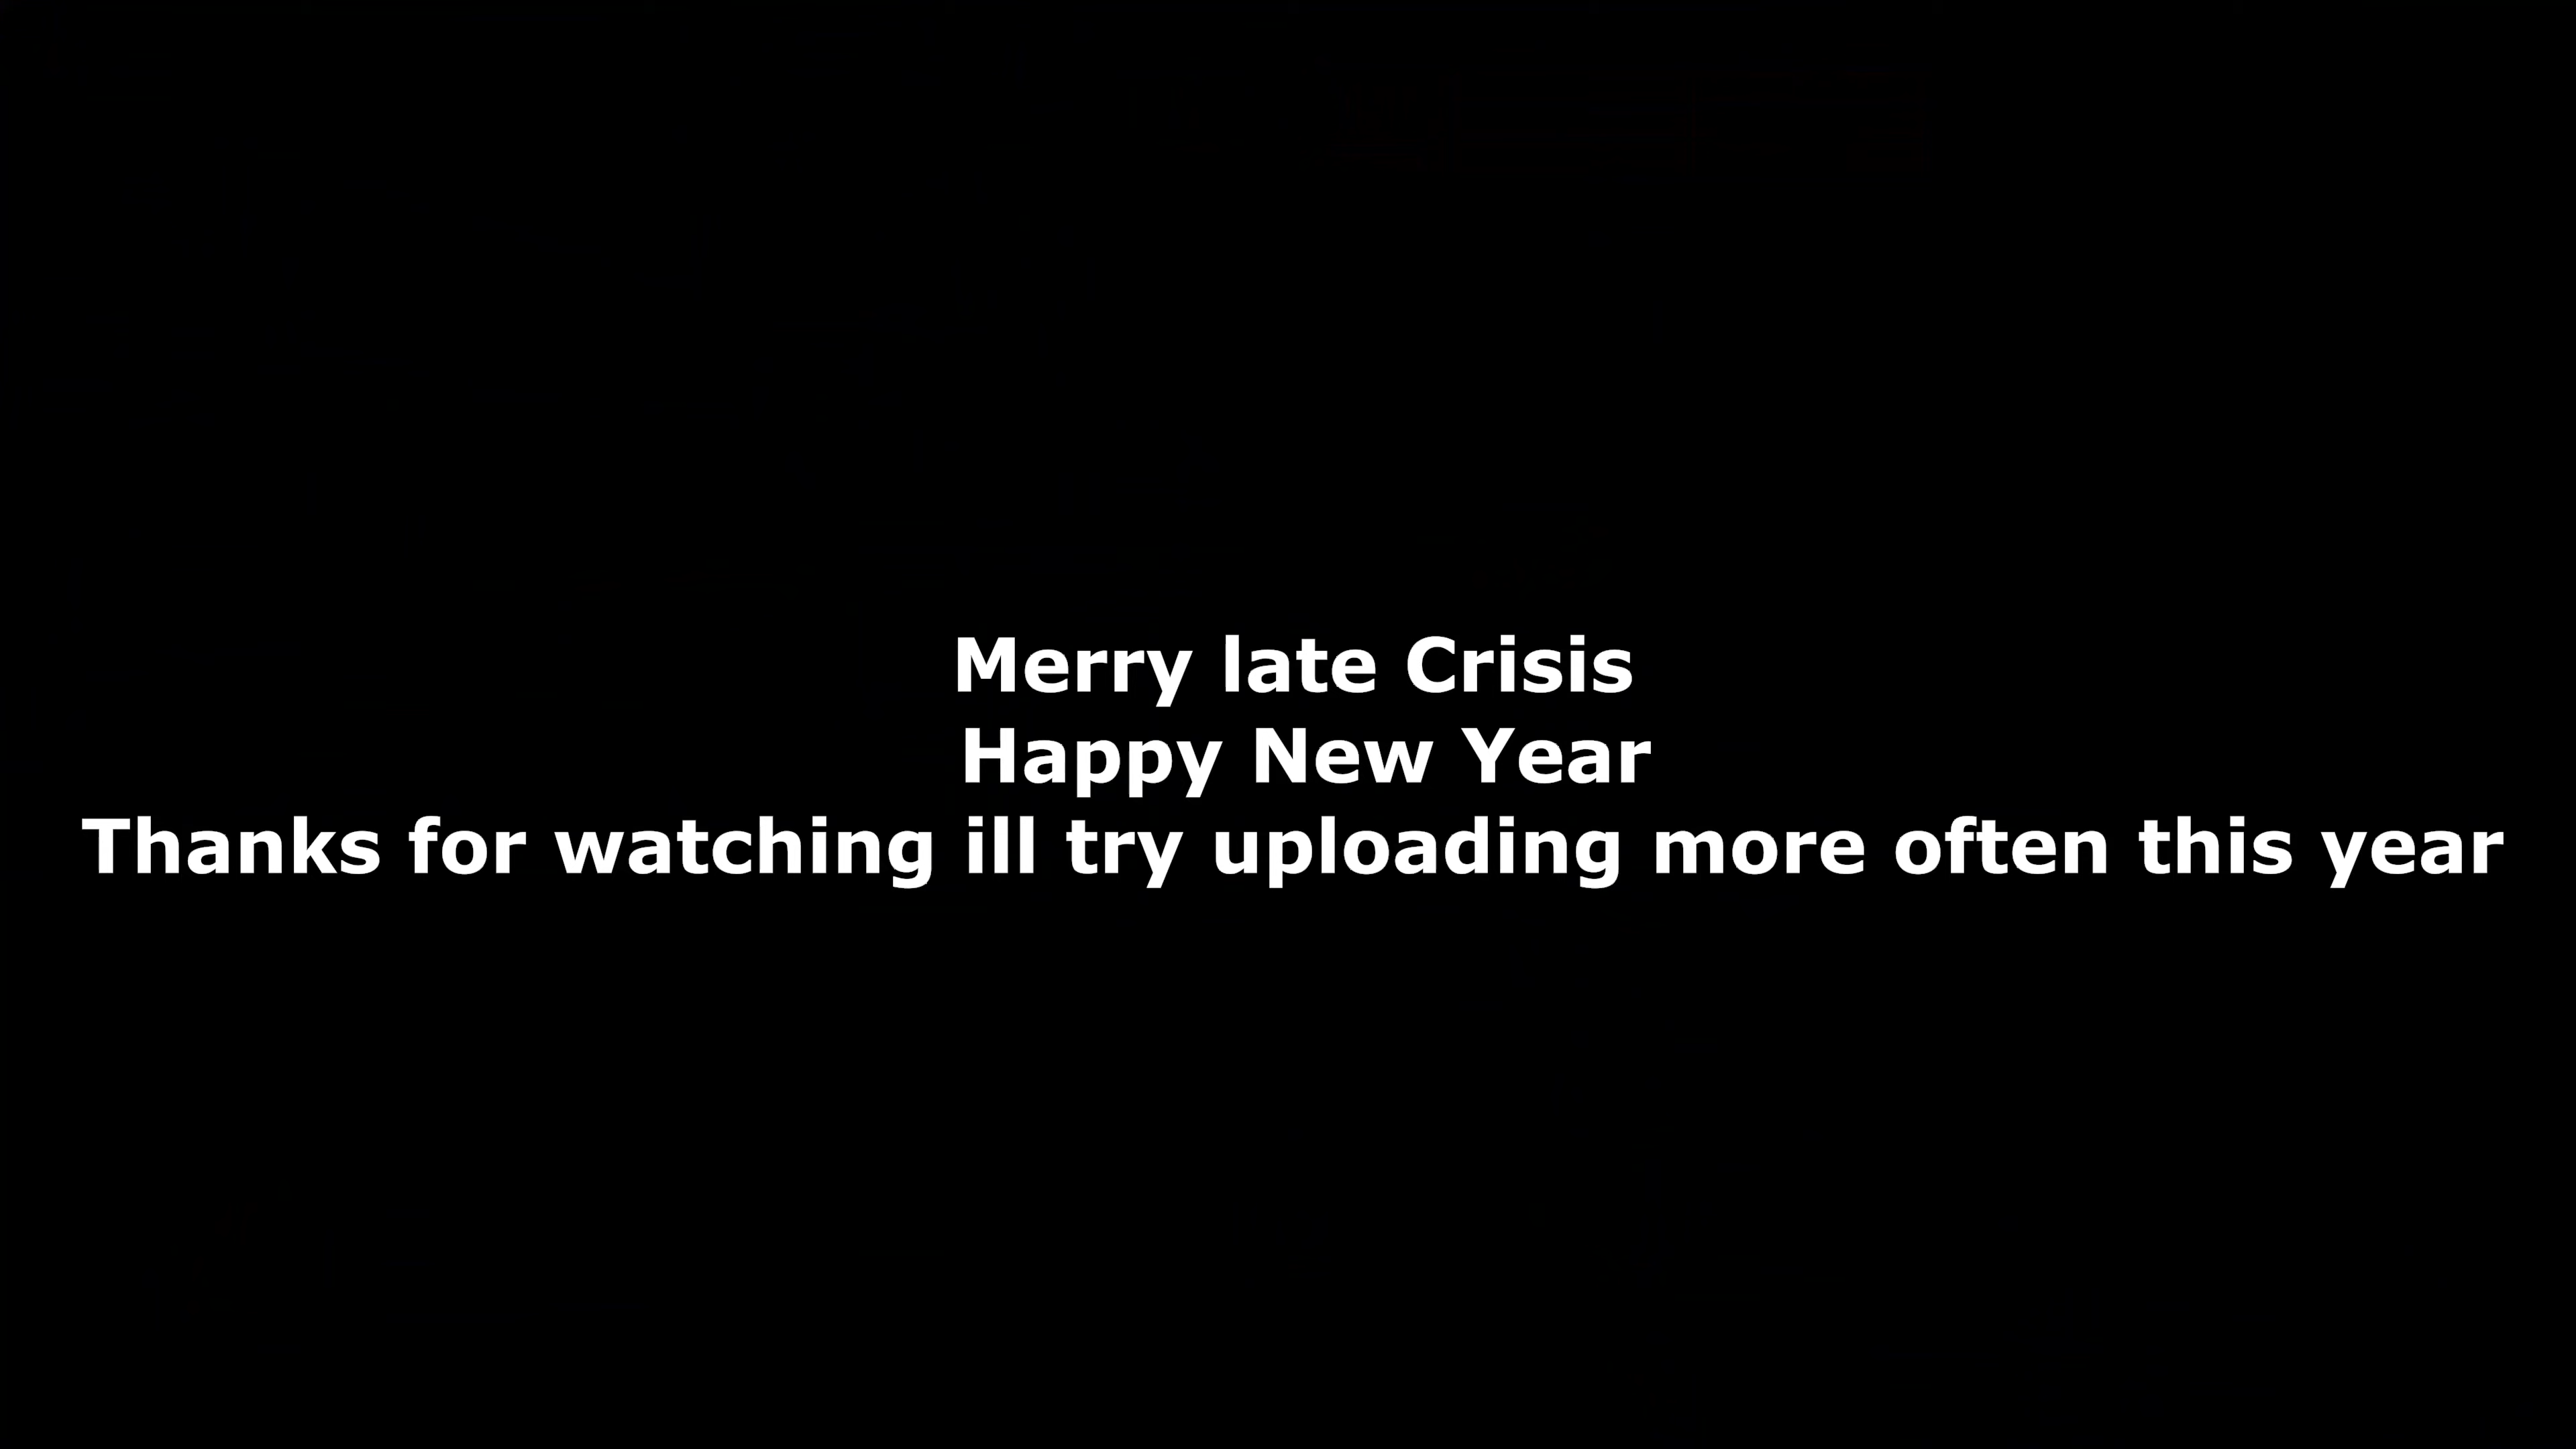 Merry late Crisis
Happy New Year
Thanks for watching ill try uploading more often this year